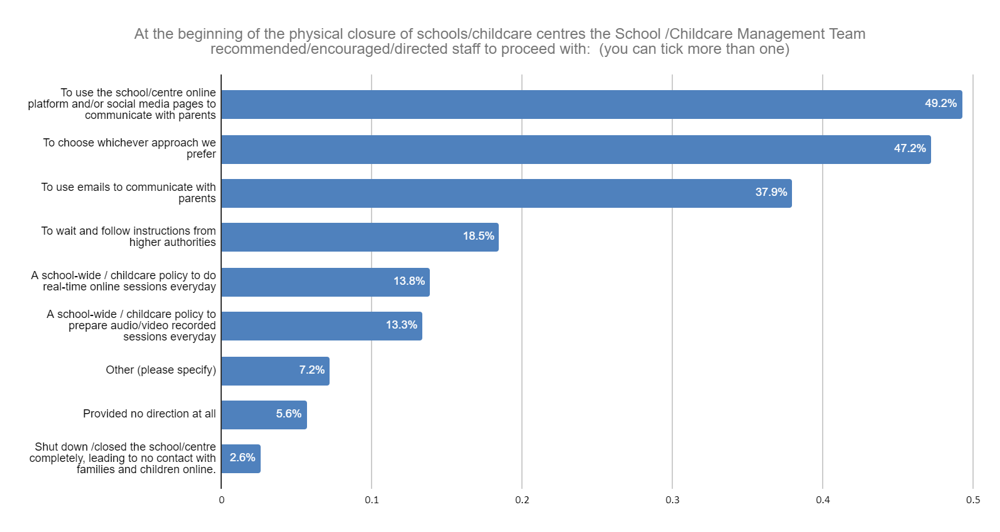 At the beginning of the physical closure of schools/childcare centres the School /Childcare Management Team
recommended/encouraged/directed staff to proceed with:  (you can tick more than one)
To use the school/centre online
platform and/or social media pages to
communicate with parents
49.2%
To choose whichever approach we
prefer
47.2%
To use emails to communicate with
parents
37.9%
To wait and follow instructions from
higher authorities
18.5%
A school-wide / childcare policy to do
real-time online sessions everyday
13.8%
A school-wide / childcare policy to
prepare audio/video recorded
sessions everyday
13.3%
Other (please specify)
7.2%
Provided no direction at all
5.6%
Shut down /closed the school/centre
completely, leading to no contact with
families and children online.
2.6%
0 0.1 0.2 0.3 0.4 0.5